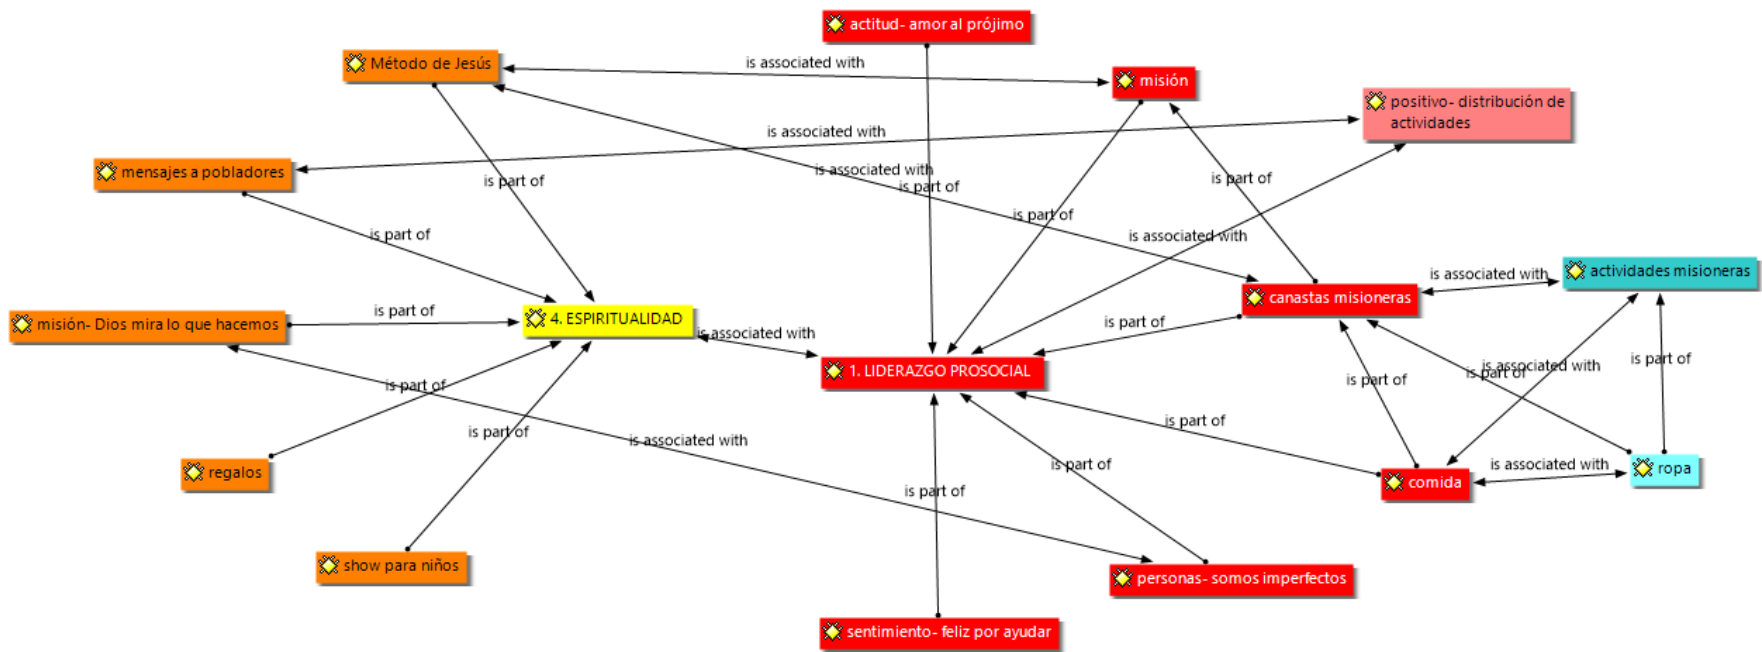 actitud- amor al prójimo
Método de Jesús
is associated with
misión
positivo- distribución de
actividades
is associated with
mensajes a pobladores
is part of
is associated with
is part of
is part of
is part of
is part of
is associated with
actividades misioneras
is associated with
canastas misioneras
misión- Dios mira lo que hacemos
is part of
4. ESPIRITUALIDAD
is associated with
is part of
1. LIDERAZGO PROSOCIAL
is part of
is part of
is part of
is associated with
is part of
is part of
is part of
is associated with
is part of
is associated with
regalos
comida
ropa
is part of
show para niños
personas- somos imperfectos
sentimiento- feliz por ayudar